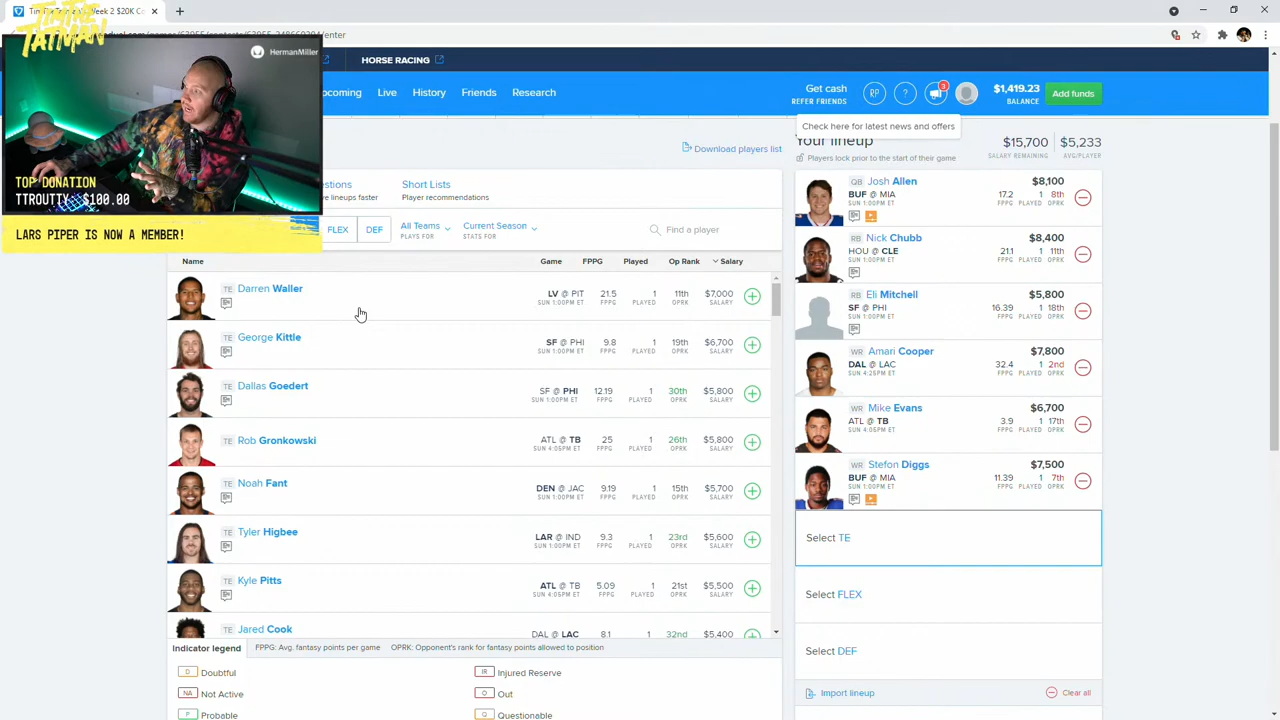 Week 2 $20K
TIMTHE
TATMAN
HermanMiller
TOP DONATION
TTROUTTY $100.00
LARS PIPER IS NOW A MEMBER!
/enter
HORSE RACING
Live History Friends Research
Get cash
REFER FRIENDS
RP ? 3
$1,419.23
BALANCE
Add funds
Check here for latest news and offers
Download players list
Your lineup
Players lock prior to the start of their game
$15,700
SALARY REMAINING
$5,233
AVG/PLAYER
Short Lists
Player recommendations
FLEX DEF
All Teams
PLAYS FOR
Current Season
STATS FOR
Find a player
Name Game FPPG Played Op Rank Salary
TE Darren Waller
LV @ PIT 21.5 1 11th $7,000
SUN 1:00PM ET FPPG PLAYED OPRK SALARY
TE George Kittle
SF @ PHI 9.8 1 19th $6,700
SUN 1:00PM ET FPPG PLAYED OPRK SALARY
TE Dallas Goedert
SF @ PHI 12.19 1 30th $5,800
SUN 1:00PM ET FPPG PLAYED OPRK SALARY
TE Rob Gronkowski
ATL @ TB 25 1 26th $5,800
SUN 4:05PM ET FPPG PLAYED OPRK SALARY
TE Noah Fant
DEN @ JAC 9.19 1 15th $5,700
SUN 1:00PM ET FPPG PLAYED OPRK SALARY
TE Tyler Higbee
LAR @ IND 9.3 1 23rd $5,600
SUN 1:00PM ET FPPG PLAYED OPRK SALARY
TE Kyle Pitts
ATL @ TB 5.09 1 21st $5,500
SUN 4:05PM ET FPPG PLAYED OPRK SALARY
TE Jared Cook
DAL @ LAC 8.1 1 32nd $5,400
Indicator legend FPPG: Avg. fantasy points per game OPRK: Opponent's rank for fantasy points allowed to position
D Doubtful
IR Injured Reserve
NA Not Active
O Out
P Probable
Q Questionable
QB Josh Allen $8,100
BUF @ MIA 17.2 1 8th
SUN 1:00PM ET FPPG PLAYED OPRK
RB Nick Chubb $8,400
HOU @ CLE 21.1 1 11th
SUN 1:00PM ET FPPG PLAYED OPRK
RB Eli Mitchell $5,800
SF @ PHI 16.39 1 18th
SUN 1:00PM ET FPPG PLAYED OPRK
WR Amari Cooper $7,800
DAL @ LAC 32.4 1 2nd
SUN 4:25PM ET FPPG PLAYED OPRK
WR Mike Evans $6,700
ATL @ TB 3.9 1 17th
SUN 4:05PM ET FPPG PLAYED OPRK
WR Stefon Diggs $7,500
BUF @ MIA 11.39 1 7th
SUN 1:00PM ET FPPG PLAYED OPRK
Select TE
Select FLEX
Select DEF
Import lineup
Clear all